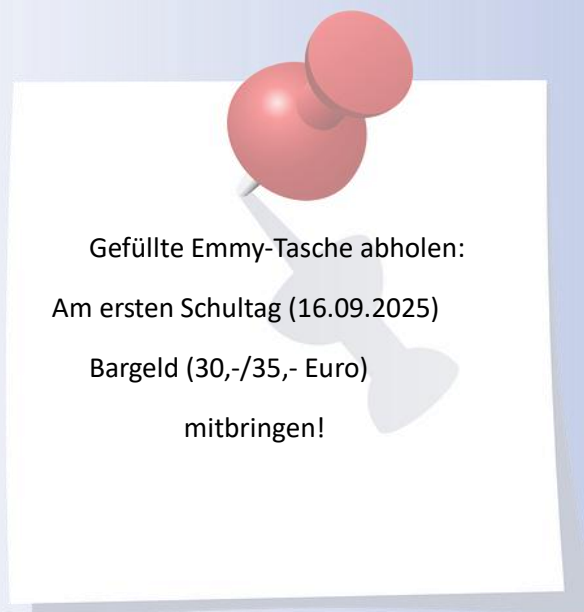 Gefüllte Emmy-Tasche abholen:
Am ersten Schultag (16.09.2025)
Bargeld (30,-/35,- Euro)
mitbringen!